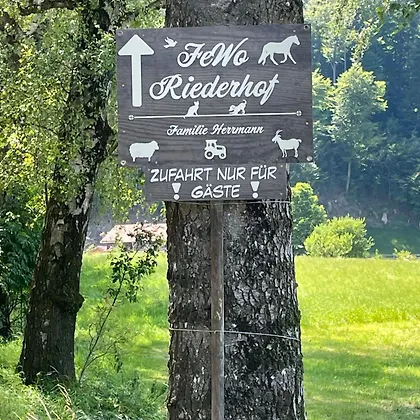 FeWo
Riederhof
Familie Herrmann
ZUFAHRT NUR FÜR
! GÄSTE !